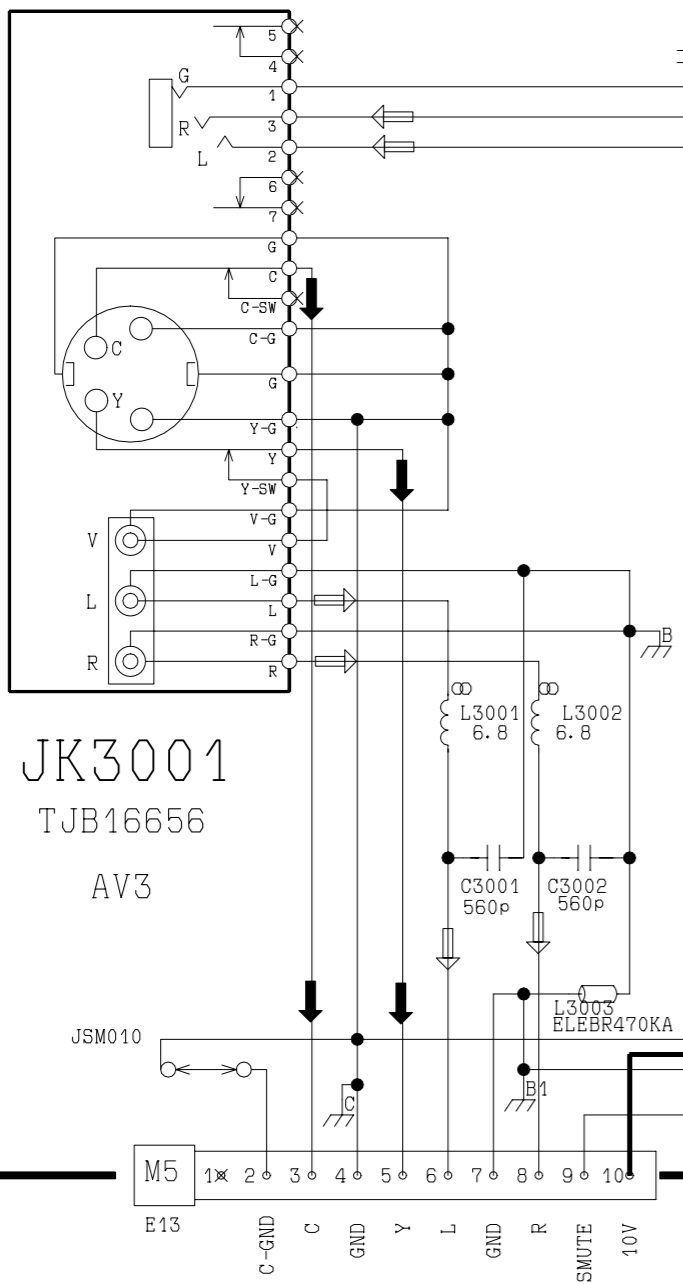 5
4
G
1
R
3
L
2
6
7
G
C
C-SW
C
C-G
G
Y
Y-G
Y
Y-SW
V-G
V
V
L-G
L
L
R-G
B
R
R
L3001
6.8
L3002
6.8
JK3001
TJB16656
AV3
C3001
560p
C3002
560p
L3003
ELEBR470KA
JSM010
B1
C
M5
1 2 3 4 5 6 7 8 9 10
E13
C-GND
C
GND
Y
L
GND
R
SMUTE
10V